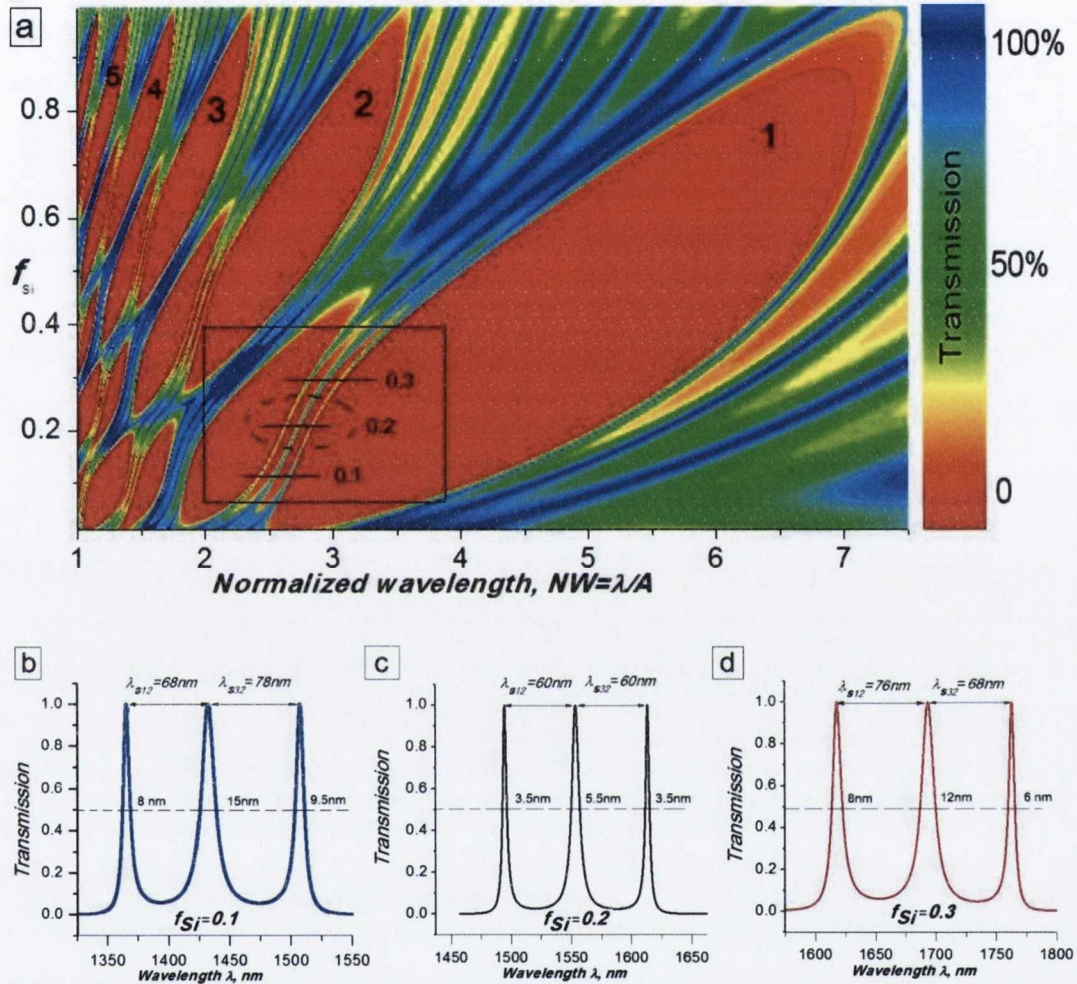 a
5 4 3 2 1
0.8
0.6
0.4
0.2
f Si
0.3
0.2
0.1
1 2 3 4 5 6 7
Normalized wavelength, NW=λ/A
100%
50%
0
Transmission
b
λs12=68nm λs32=78nm
1.0
0.8
0.6
0.4
0.2
0.0
Transmission
8 nm 15nm 9.5nm
fSi=0.1
1350 1400 1450 1500 1550
Wavelength λ, nm
c
λs12=60nm λs32=60nm
1.0
0.8
0.6
0.4
0.2
0.0
Transmission
3.5nm 5.5nm 3.5nm
fSi=0.2
1450 1500 1550 1600 1650
Wavelength λ, nm
d
λs12=76nm λs32=68nm
1.0
0.8
0.6
0.4
0.2
0.0
Transmission
8nm 12nm 6 nm
fSi=0.3
1600 1650 1700 1750 1800
Wavelength λ, nm